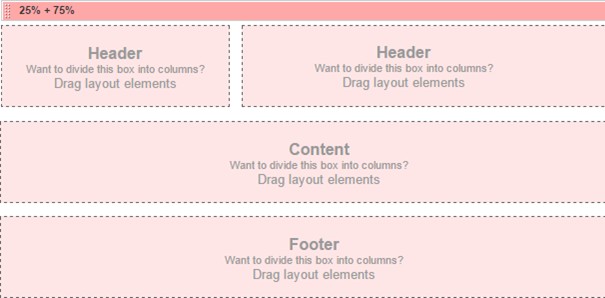 25% + 75%
Header
Want to divide this box into columns?
Drag layout elements
Header
Want to divide this box into columns?
Drag layout elements
Content
Want to divide this box into columns?
Drag layout elements
Footer
Want to divide this box into columns?
Drag layout elements